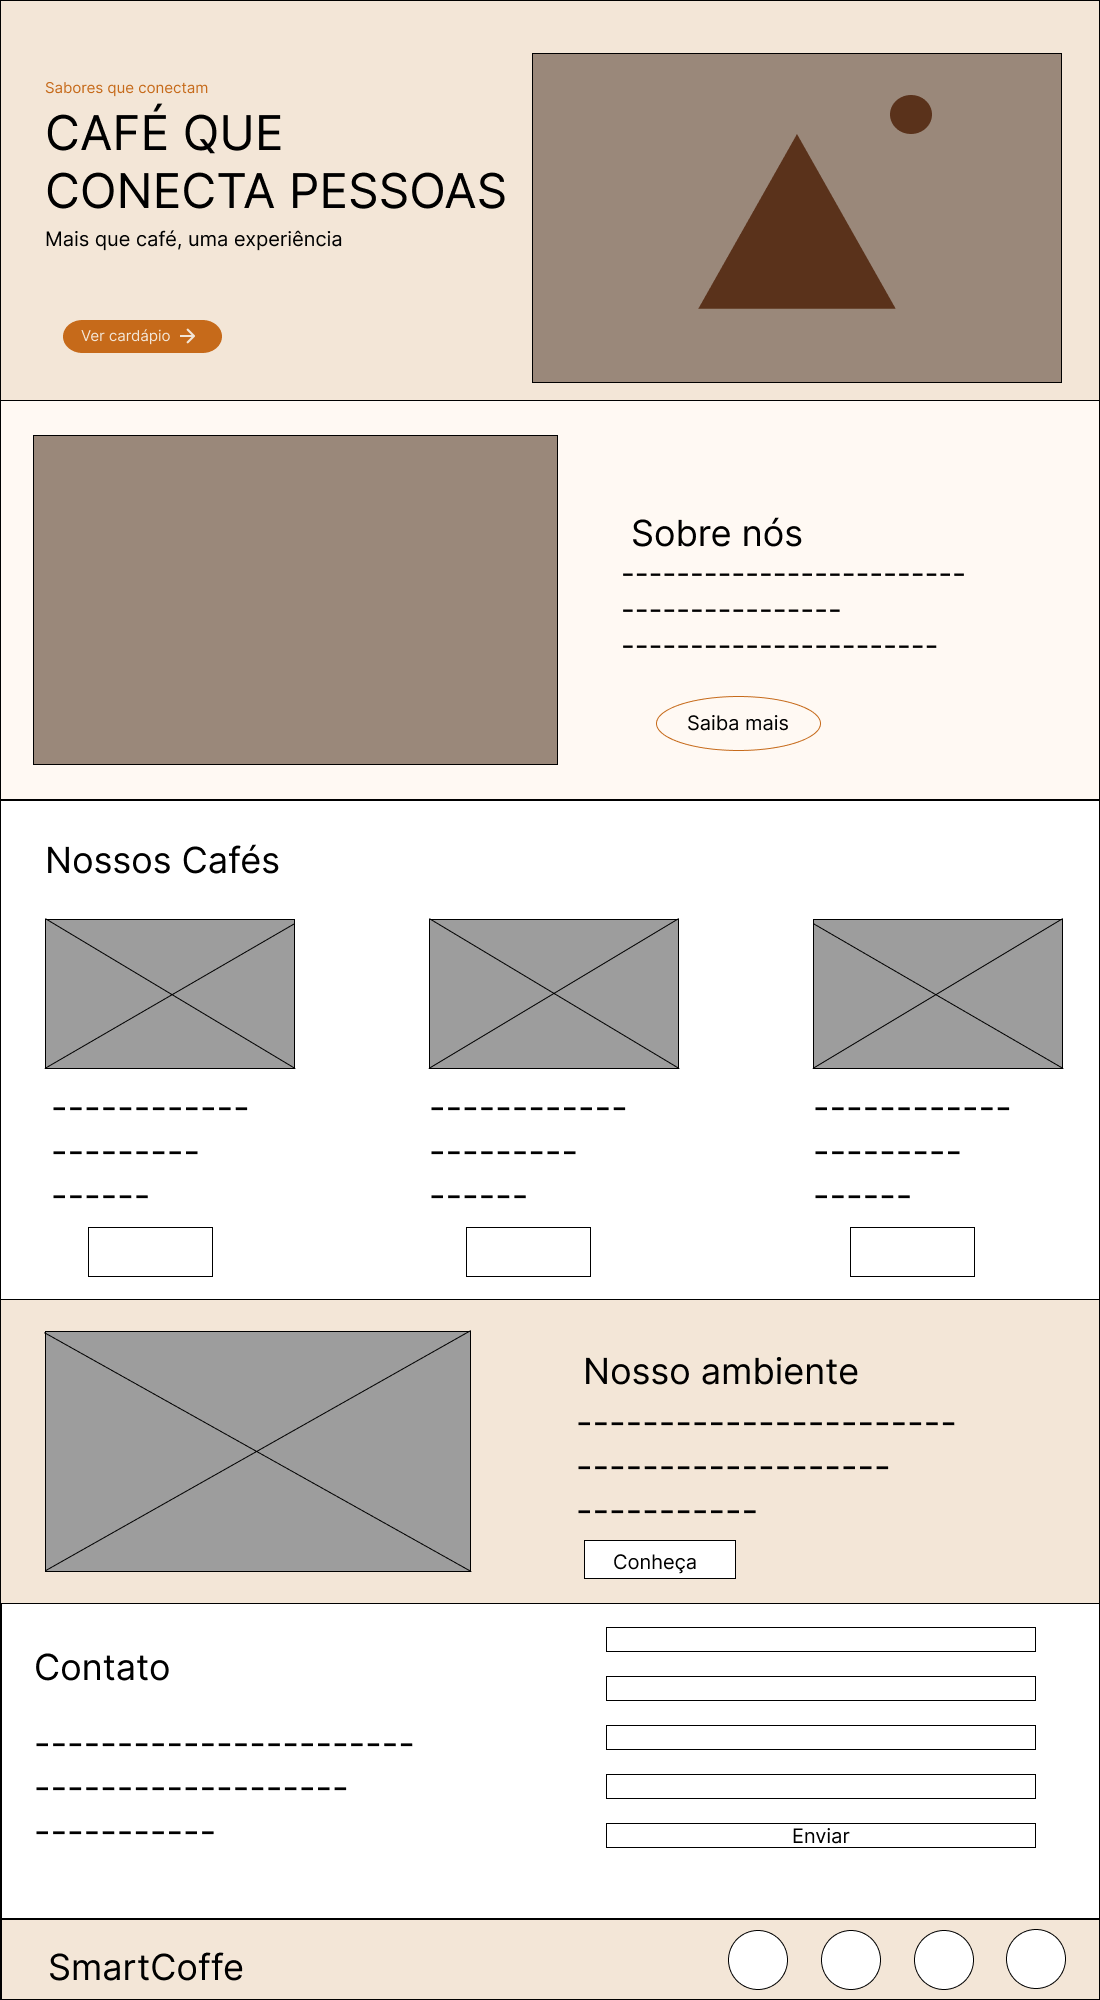 Sabores que conectam
CAFÉ QUE
CONECTA PESSOAS
Mais que café, uma experiência
Ver cardápio
Sobre nós
Saiba mais
Nossos Cafés
Nosso ambiente
Conheça
Contato
Enviar
SmartCoffe